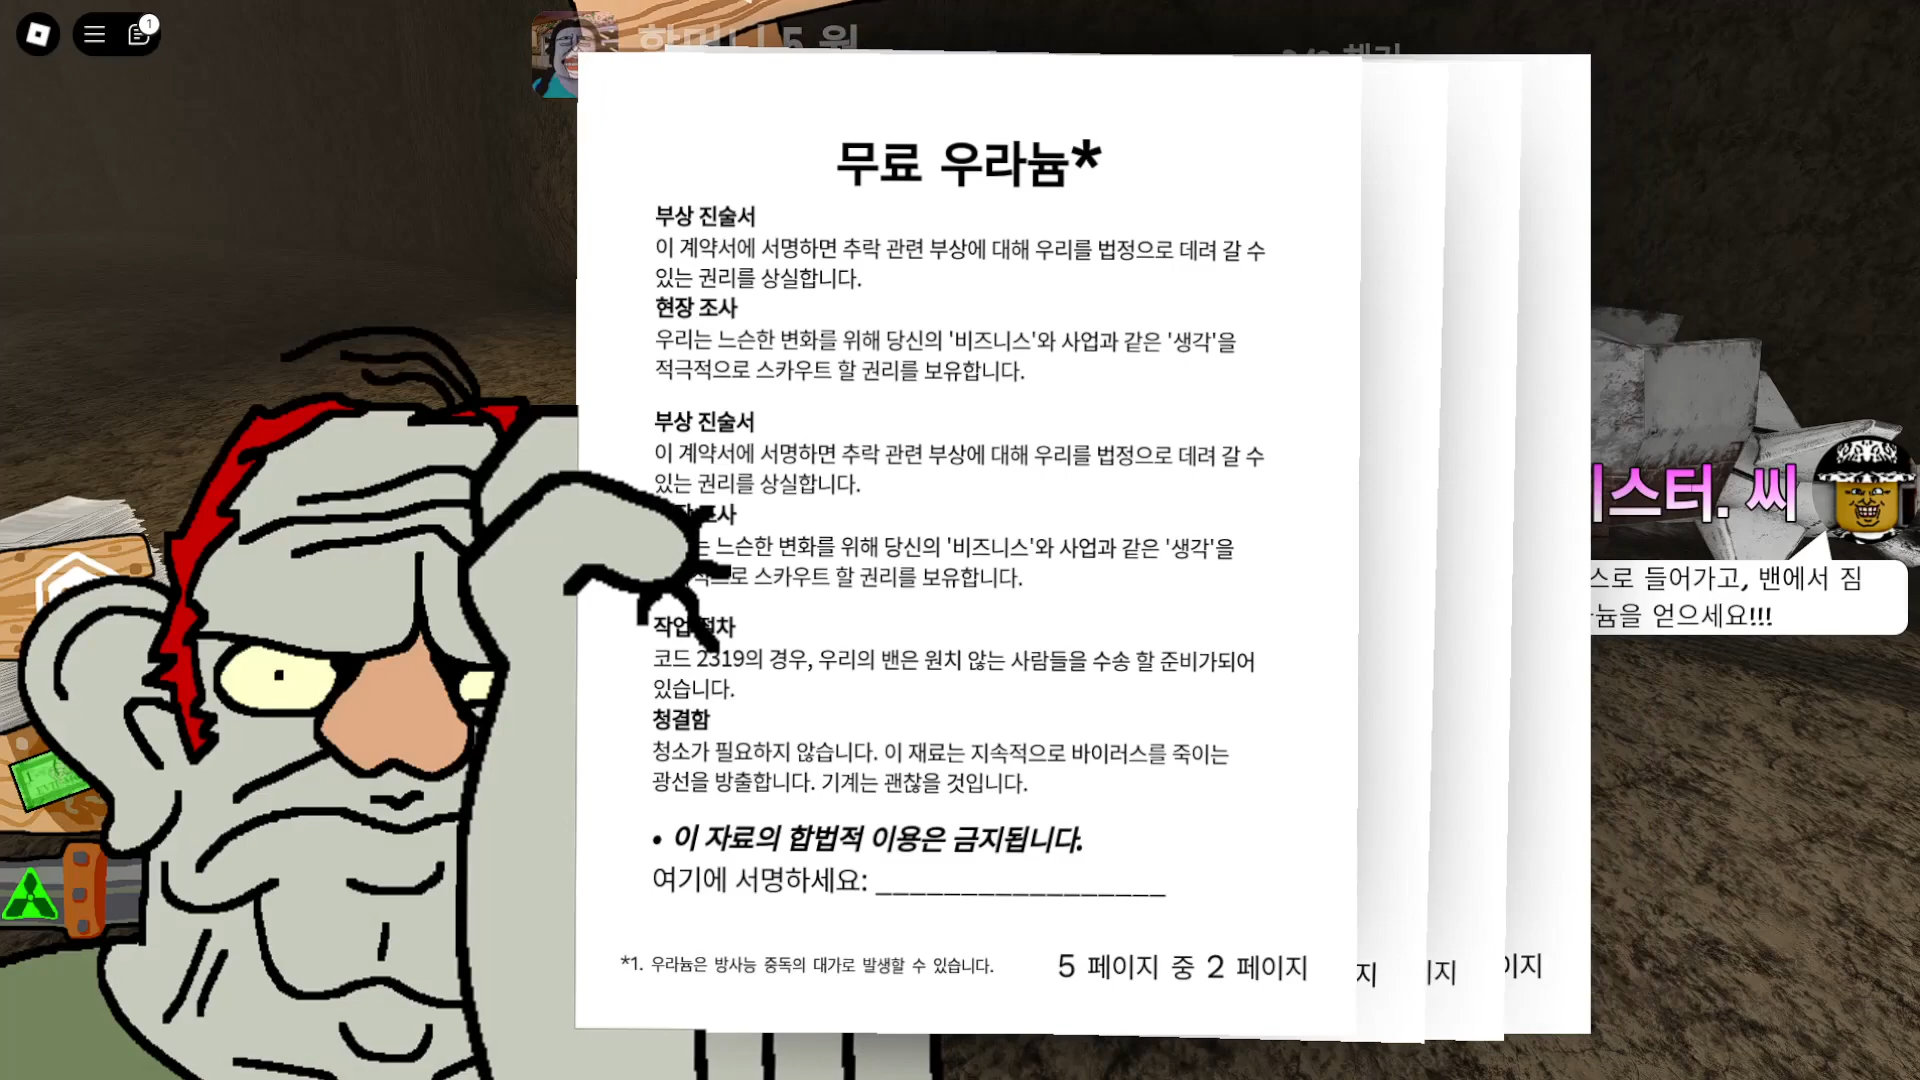 1
할머니 5 원
무료 우라늄*
부상 진술서
이 계약서에 서명하면 추락 관련 부상에 대해 우리를 법정으로 데려 갈 수
있는 권리를 상실합니다.
현장 조사
우리는 느슨한 변화를 위해 당신의 '비즈니스'와 사업과 같은 '생각'을
적극적으로 스카우트 할 권리를 보유합니다.
부상 진술서
이 계약서에 서명하면 추락 관련 부상에 대해 우리를 법정으로 데려 갈 수
있는 권리를 상실합니다.
조사
느슨한 변화를 위해 당신의 '비즈니스'와 사업과 같은 '생각'을
스카우트 할 권리를 보유합니다.
작업 절차
코드 2319의 경우, 우리의 밴은 원치 않는 사람들을 수송 할 준비가되어
있습니다.
청결함
청소가 필요하지 않습니다. 이 재료는 지속적으로 바이러스를 죽이는
광선을 방출합니다. 기계는 괜찮을 것입니다.
• 이 자료의 합법적 이용은 금지됩니다.
여기에 서명하세요: _________________
*1. 우라늄은 방사능 중독의 대가로 발생할 수 있습니다.
5 페이지 중 2 페이지
지
이지
이지
스터. 씨
스로 들어가고, 밴에서 짐
늄을 얻으세요!!!